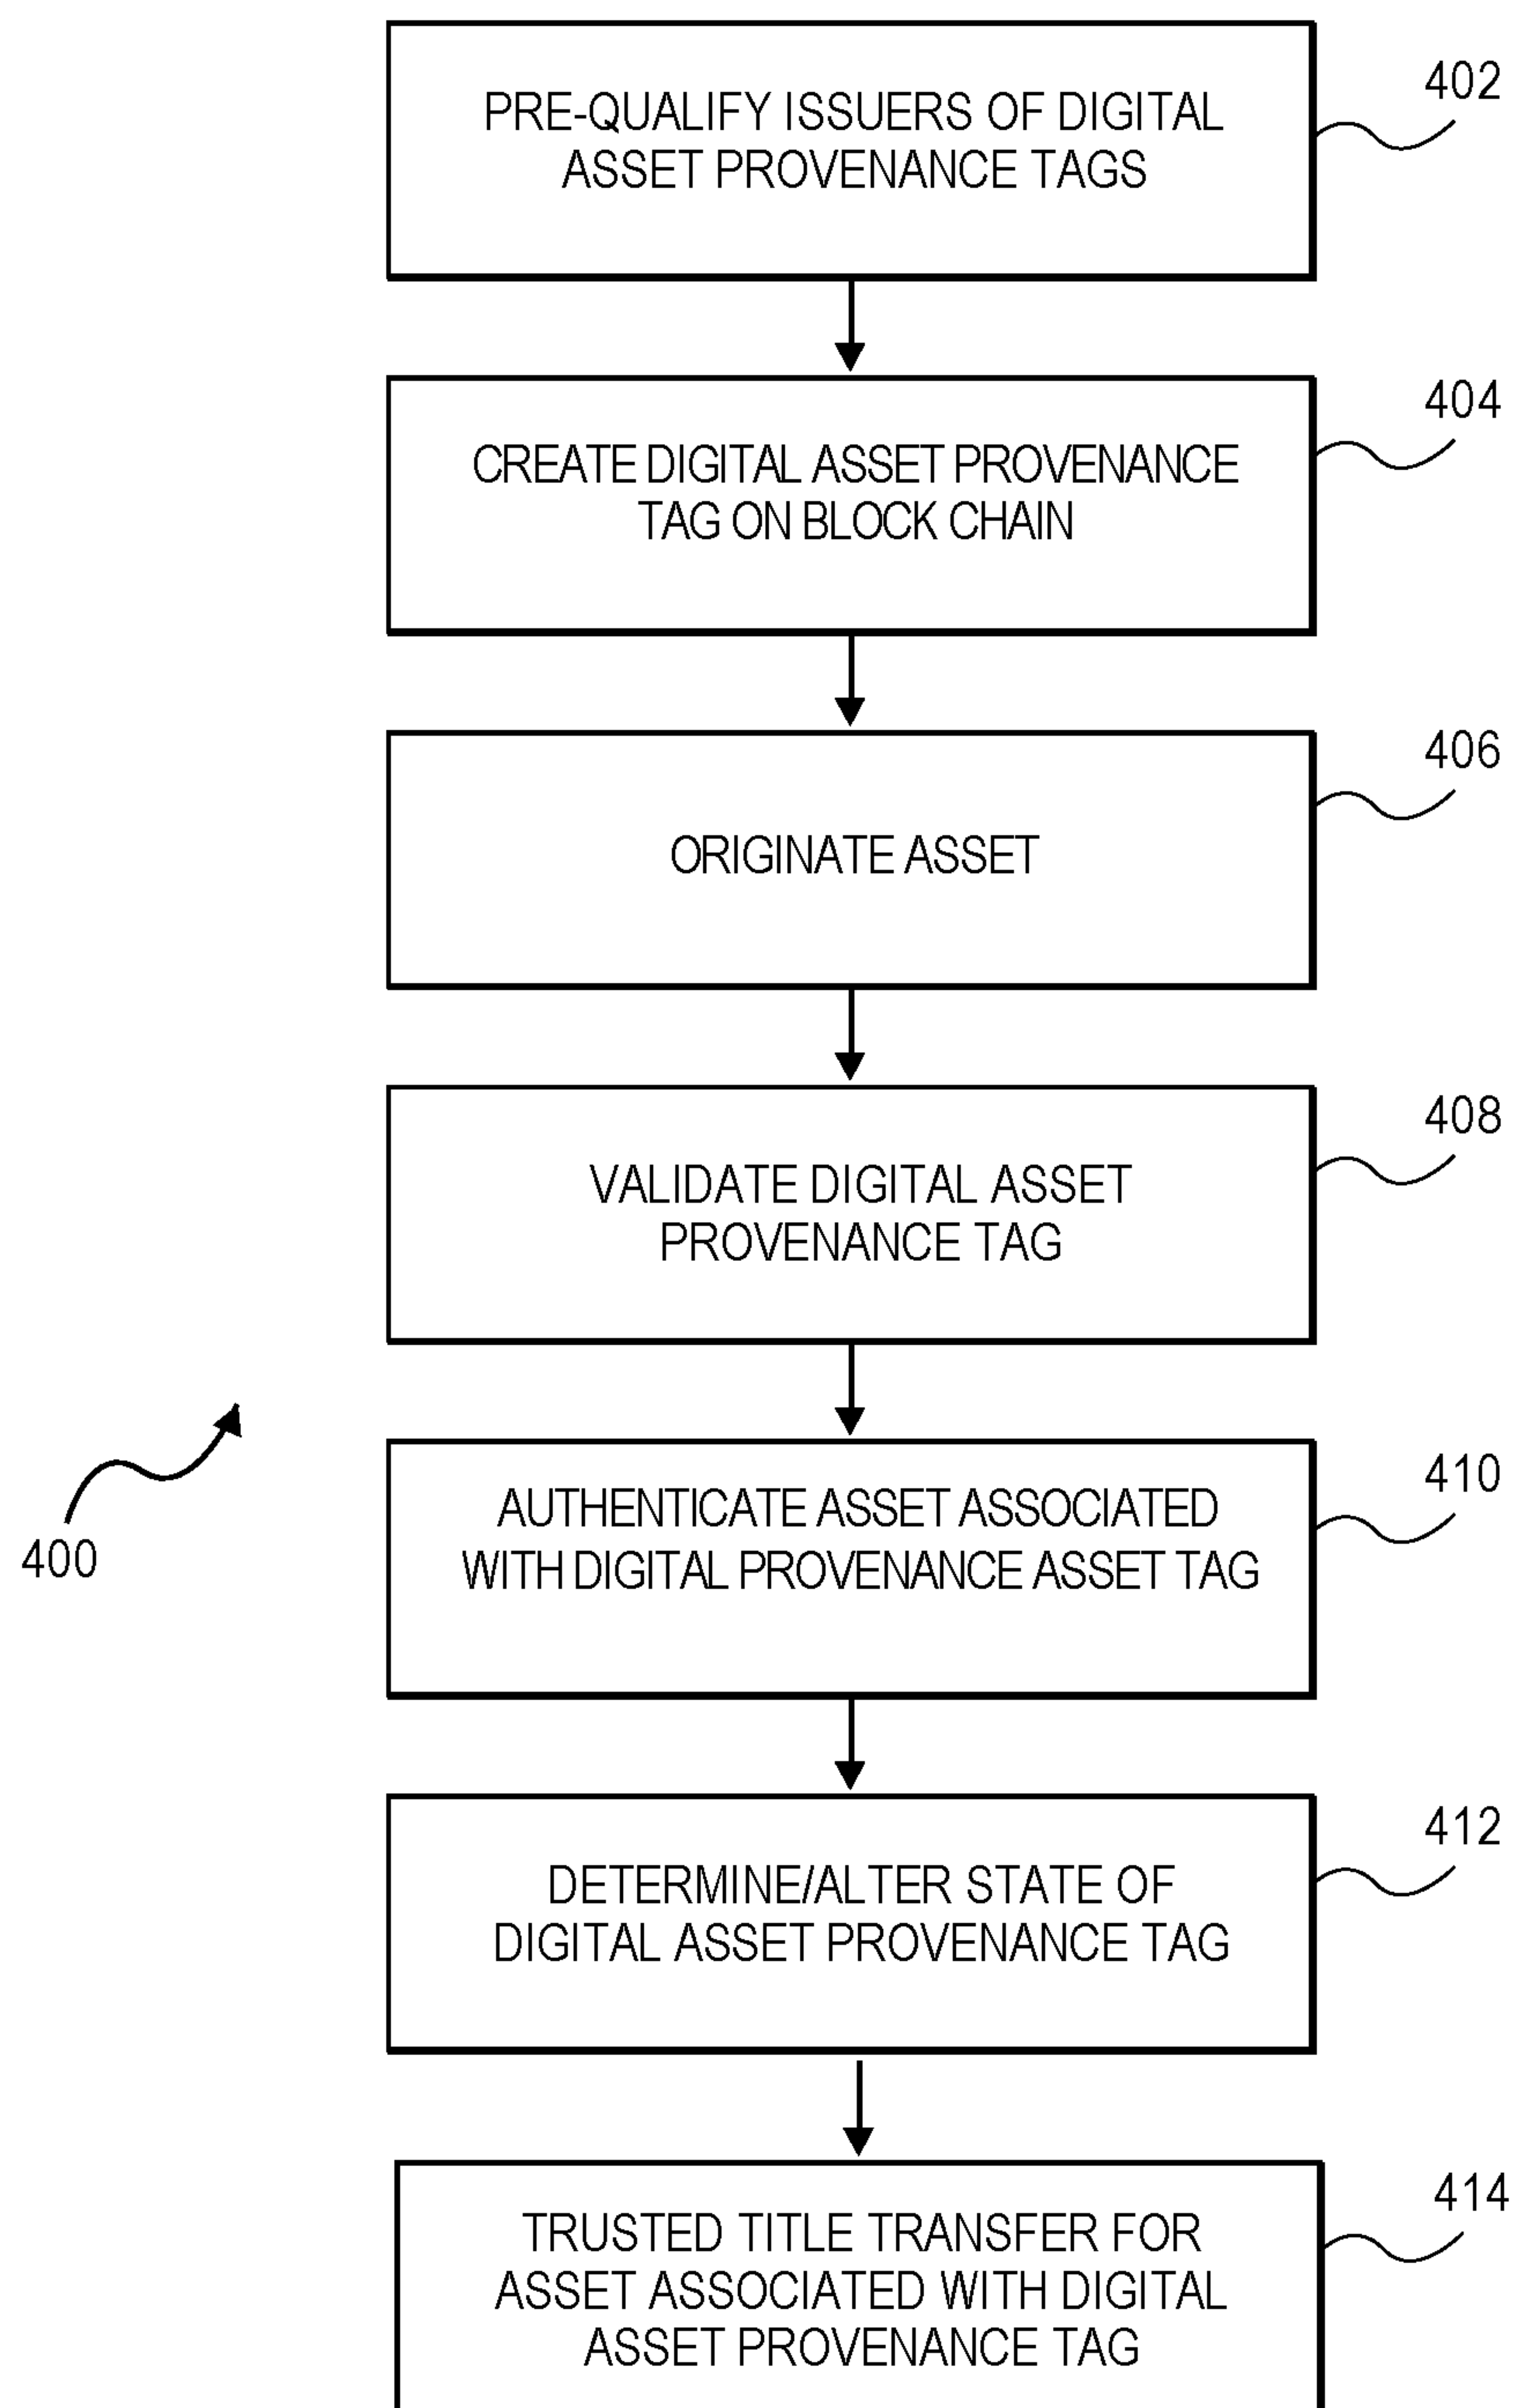 PRE-QUALIFY ISSUERS OF DIGITAL
ASSET PROVENANCE TAGS
402
CREATE DIGITAL ASSET PROVENANCE
TAG ON BLOCK CHAIN
404
ORIGINATE ASSET
406
VALIDATE DIGITAL ASSET
PROVENANCE TAG
408
AUTHENTICATE ASSET ASSOCIATED
WITH DIGITAL PROVENANCE ASSET TAG
410
400
DETERMINE/ALTER STATE OF
DIGITAL ASSET PROVENANCE TAG
412
TRUSTED TITLE TRANSFER FOR
ASSET ASSOCIATED WITH DIGITAL
ASSET PROVENANCE TAG
414